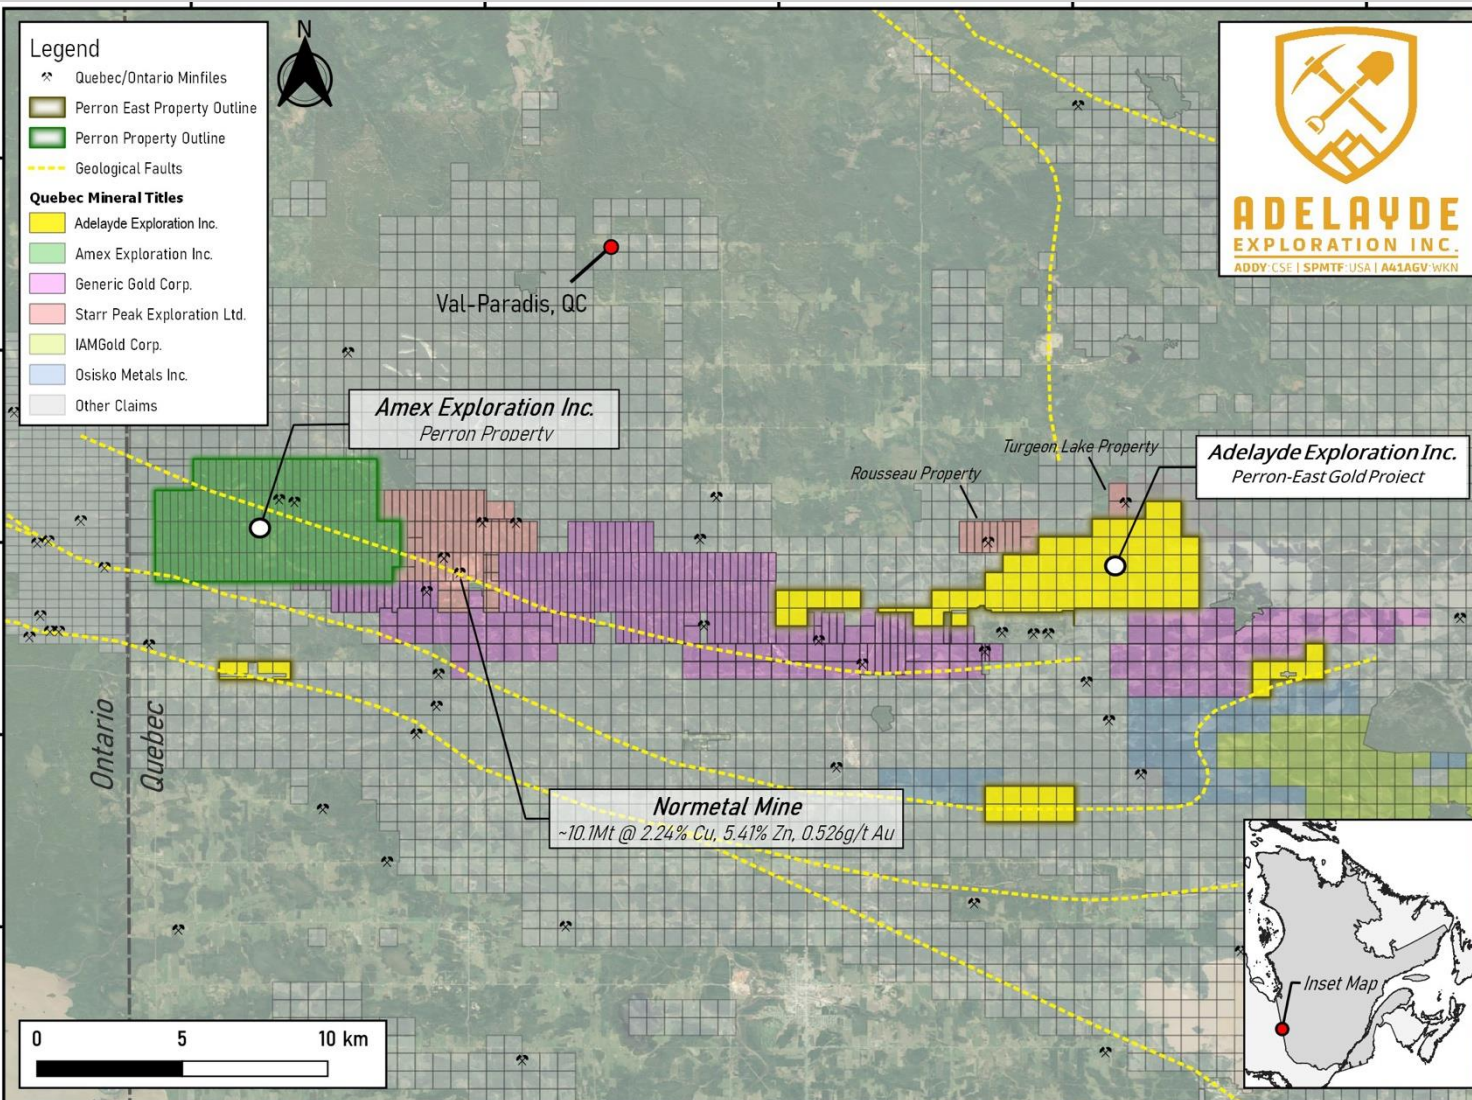 Legend
Quebec/Ontario Minfiles
Perron East Property Outline
Perron Property Outline
Geological Faults
Quebec Mineral Titles
Adelayde Exploration Inc.
Amex Exploration Inc.
Generic Gold Corp.
Starr Peak Exploration Ltd.
IAMGold Corp.
Osisko Metals Inc.
Other Claims
N
ADELAYDE
EXPLORATION INC.
ADDY:CSE | SPMTF:USA | A41AGV:WKN
Val-Paradis, QC
Amex Exploration Inc.
Perron Property
Rousseau Property
Turgeon Lake Property
Adelayde Exploration Inc.
Perron-East Gold Project
Ontario
Quebec
Normetal Mine
~10.1Mt @ 2.24% Cu, 5.41% Zn, 0.526g/t Au
Inset Map
0 5 10 km